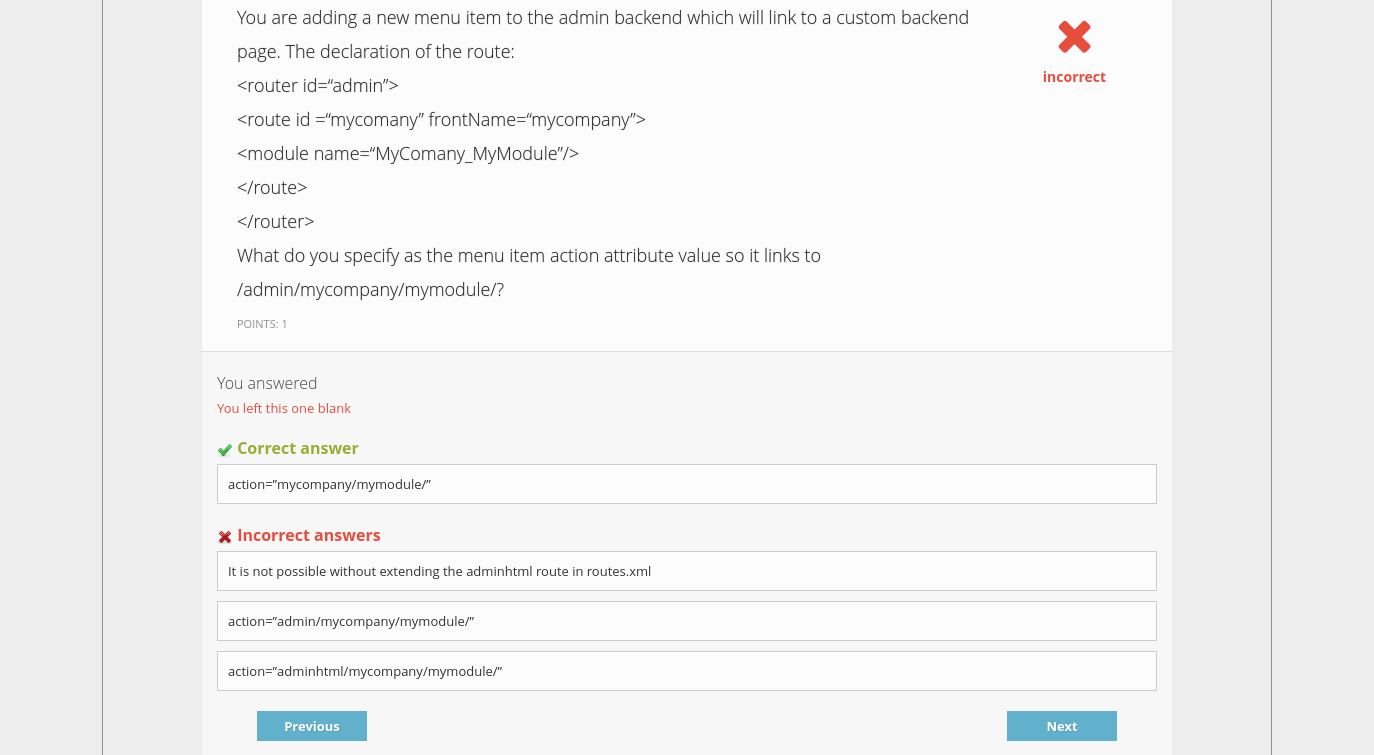 You are adding a new menu item to the admin backend which will link to a custom backend
page. The declaration of the route:
<router id=“admin”>
<route id =“mycomany” frontName=“mycompany”>
<module name=“MyComany_MyModule”/>
</route>
</router>
What do you specify as the menu item action attribute value so it links to
/admin/mycompany/mymodule/?
POINTS: 1
incorrect
You answered
You left this one blank
Correct answer
action=”mycompany/mymodule/”
Incorrect answers
It is not possible without extending the adminhtml route in routes.xml
action=”admin/mycompany/mymodule/”
action=”adminhtml/mycompany/mymodule/”
Previous
Next